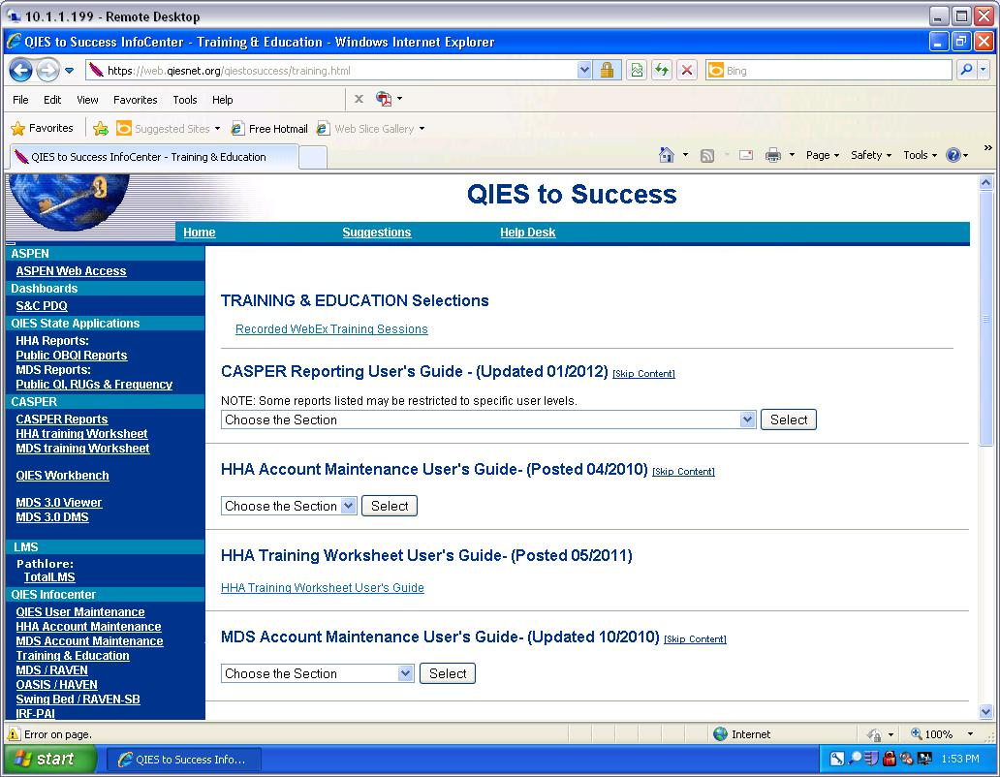 10.1.1.199 - Remote Desktop
QIES to Success InfoCenter - Training & Education - Windows Internet Explorer
https://web.qiesnet.org/qiestosuccess/training.html
Bing
File Edit View Favorites Tools Help
Favorites Suggested Sites Free Hotmail Web Slice Gallery
QIES to Success InfoCenter - Training & Education
Page Safety Tools
QIES to Success
Home Suggestions Help Desk
ASPEN
ASPEN Web Access
Dashboards
S&C PDQ
QIES State Applications
HHA Reports:
Public OBQI Reports
MDS Reports:
Public QI, RUGs & Frequency
CASPER
CASPER Reports
HHA training Worksheet
MDS training Worksheet
QIES Workbench
MDS 3.0 Viewer
MDS 3.0 DMS
LMS
Pathlore:
TotalLMS
QIES Infocenter
QIES User Maintenance
HHA Account Maintenance
MDS Account Maintenance
Training & Education
MDS / RAVEN
OASIS / HAVEN
Swing Bed / RAVEN-SB
IRF-PAI
TRAINING & EDUCATION Selections
Recorded WebEx Training Sessions
CASPER Reporting User's Guide - (Updated 01/2012) [Skip Content]
NOTE: Some reports listed may be restricted to specific user levels.
Choose the Section Select
HHA Account Maintenance User's Guide- (Posted 04/2010) [Skip Content]
Choose the Section Select
HHA Training Worksheet User's Guide- (Posted 05/2011)
HHA Training Worksheet User's Guide
MDS Account Maintenance User's Guide- (Updated 10/2010) [Skip Content]
Choose the Section Select
Error on page. Internet 100%
start QIES to Success Info... 1:53 PM